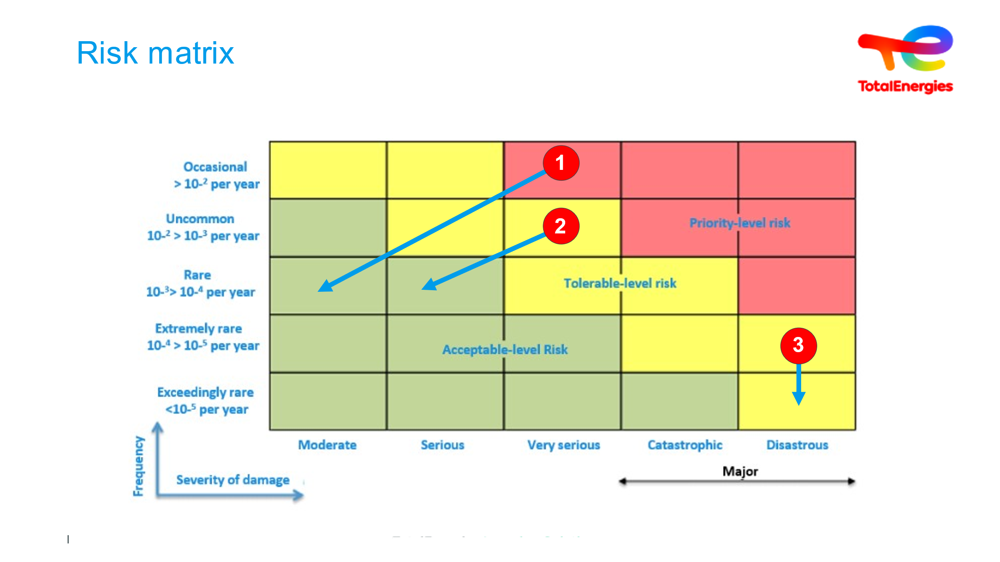 Risk matrix
TotalEnergies
Occasional
> 10-² per year
1
Uncommon
10-² > 10-³ per year
2
Priority-level risk
Rare
10-³> 10-⁴ per year
Tolerable-level risk
Extremely rare
10-⁴ > 10-⁵ per year
Acceptable-level Risk
3
Exceedingly rare
<10-⁵ per year
Moderate
Serious
Very serious
Catastrophic
Disastrous
Frequency
Severity of damage
Major